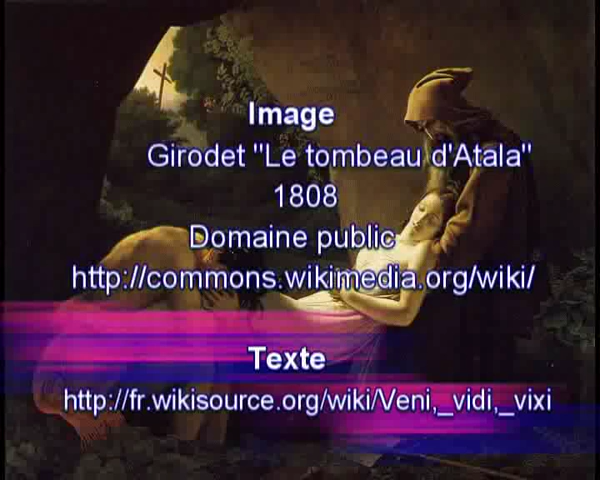 Image
Girodet "Le tombeau d'Atala"
1808
Domaine public
http://commons.wikimedia.org/wiki/
Texte
http://fr.wikisource.org/wiki/Veni,_vidi,_vixi